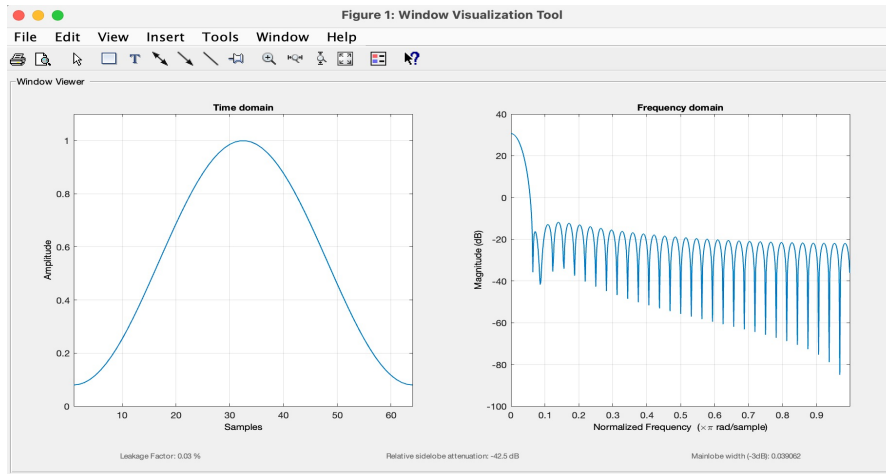 Figure 1: Window Visualization Tool
File Edit View Insert Tools Window Help
T
?
Window Viewer
Time domain
Amplitude
1
0.8
0.6
0.4
0.2
0
10 20 30 40 50 60
Samples
Frequency domain
Magnitude (dB)
40
20
0
-20
-40
-60
-80
-100
0 0.1 0.2 0.3 0.4 0.5 0.6 0.7 0.8 0.9
Normalized Frequency (×π rad/sample)
Leakage Factor: 0.03 % Relative sidelobe attenuation: -42.5 dB Mainlobe width (-3dB): 0.039062